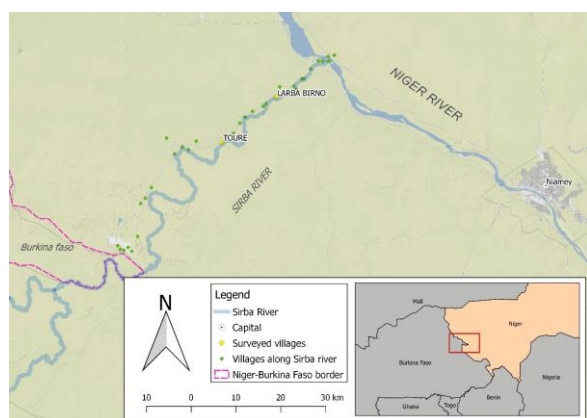 NIGER RIVER
LARBA BIRNO
TOURE
SIRBA RIVER
Niamey
Burkina faso
N
Legend
Sirba River
Capital
Surveyed villages
Villages along Sirba river
Niger-Burkina Faso border
10 0 10 20 30 km
Mali
Niger
Burkina Faso
Nigeria
Benin
Ghana
Togo